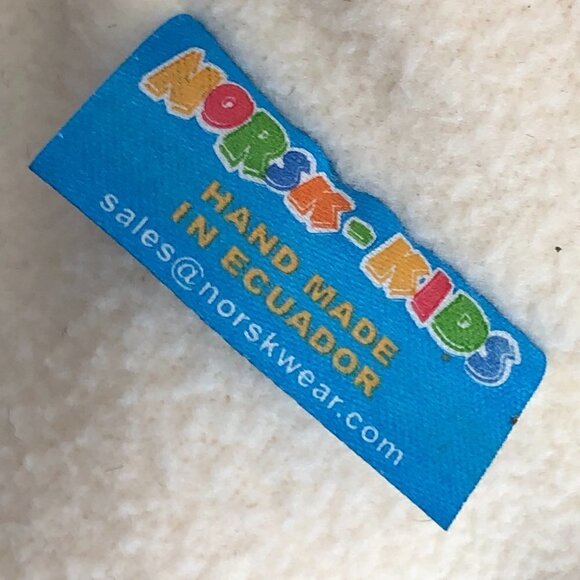 NORSK-KIDS
HAND MADE
IN ECUADOR
sales@norskwear.com